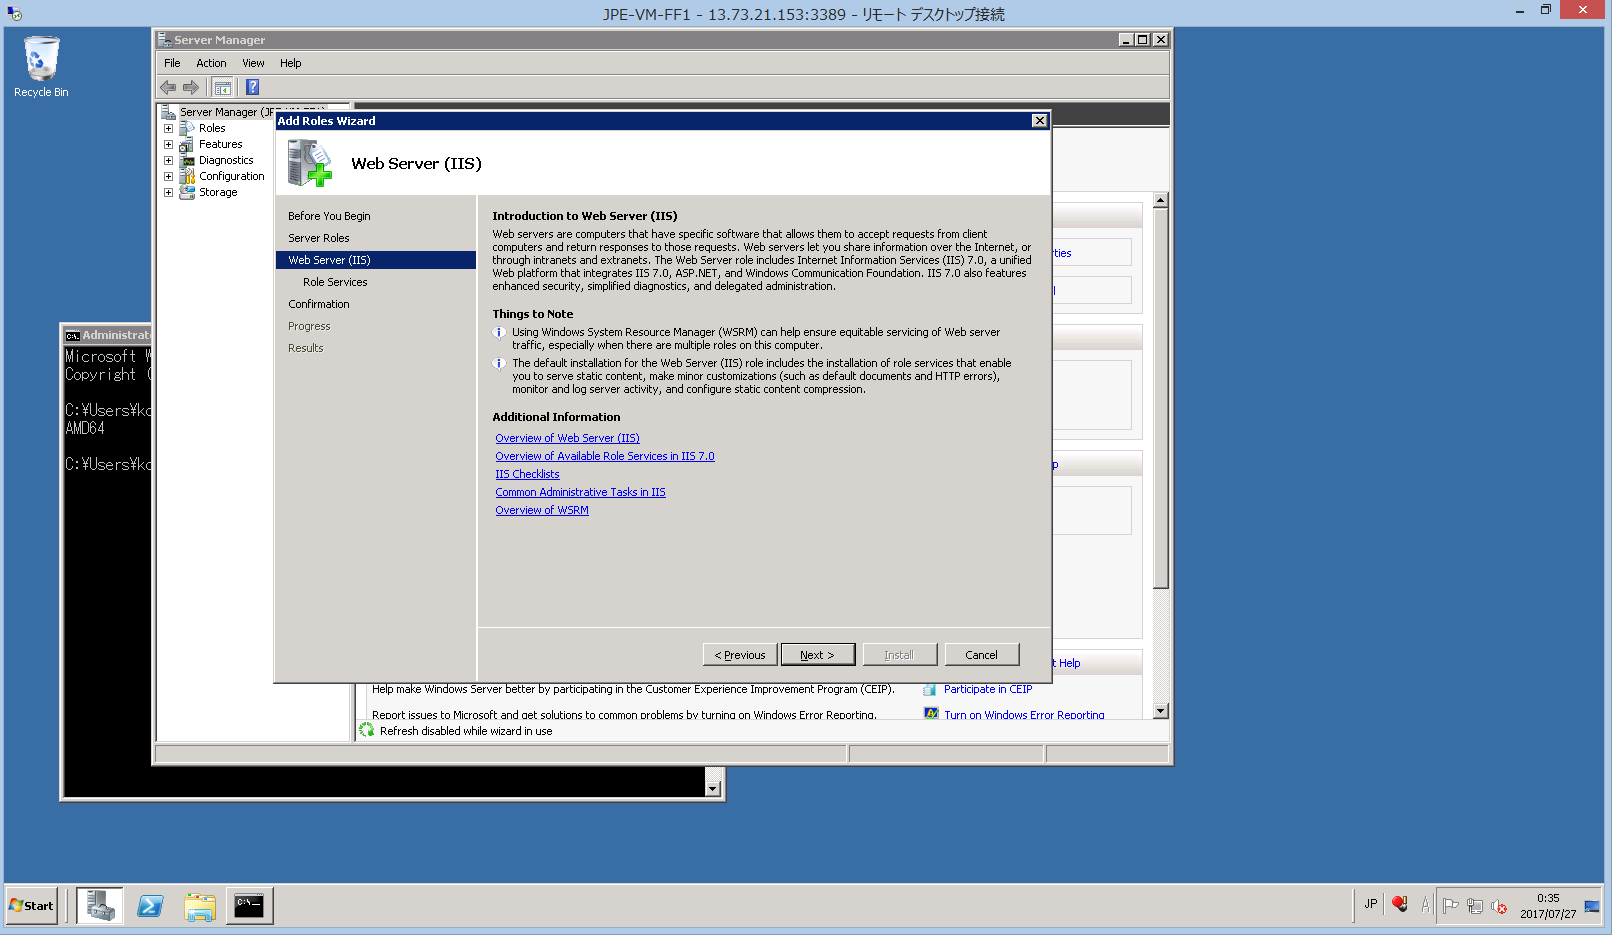 JPE-VM-FF1 - 13.73.21.153:3389 - リモート デスクトップ接続
Recycle Bin
Server Manager
File Action View Help
Server Manager (JPE-VM-FF1)
Roles
Features
Diagnostics
Configuration
Storage
Add Roles Wizard
Web Server (IIS)
Before You Begin
Server Roles
Web Server (IIS)
Role Services
Confirmation
Progress
Results
Introduction to Web Server (IIS)
Web servers are computers that have specific software that allows them to accept requests from client
computers and return responses to those requests. Web servers let you share information over the Internet, or
through intranets and extranets. The Web Server role includes Internet Information Services (IIS) 7.0, a unified
Web platform that integrates IIS 7.0, ASP.NET, and Windows Communication Foundation. IIS 7.0 also features
enhanced security, simplified diagnostics, and delegated administration.
Things to Note
Using Windows System Resource Manager (WSRM) can help ensure equitable servicing of Web server
traffic, especially when there are multiple roles on this computer.
The default installation for the Web Server (IIS) role includes the installation of role services that enable
you to serve static content, make minor customizations (such as default documents and HTTP errors),
monitor and log server activity, and configure static content compression.
Additional Information
Overview of Web Server (IIS)
Overview of Available Role Services in IIS 7.0
IIS Checklists
Common Administrative Tasks in IIS
Overview of WSRM
< Previous Next > Install Cancel
ties
l
p
t Help
Help make Windows Server better by participating in the Customer Experience Improvement Program (CEIP).
Participate in CEIP
Report issues to Microsoft and get solutions to common problems by turning on Windows Error Reporting.
Turn on Windows Error Reporting
Refresh disabled while wizard in use
Administrat
Microsoft W
Copyright (
C:¥Users¥ko
AMD64
C:¥Users¥ko
Start
JP
A
0:35
2017/07/27